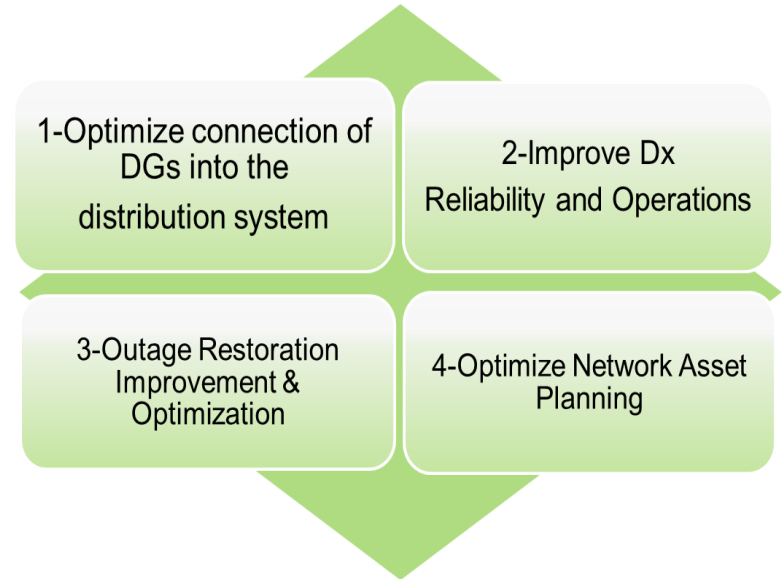 1-Optimize connection of
DGs into the
distribution system
2-Improve Dx
Reliability and Operations
3-Outage Restoration
Improvement &
Optimization
4-Optimize Network Asset
Planning